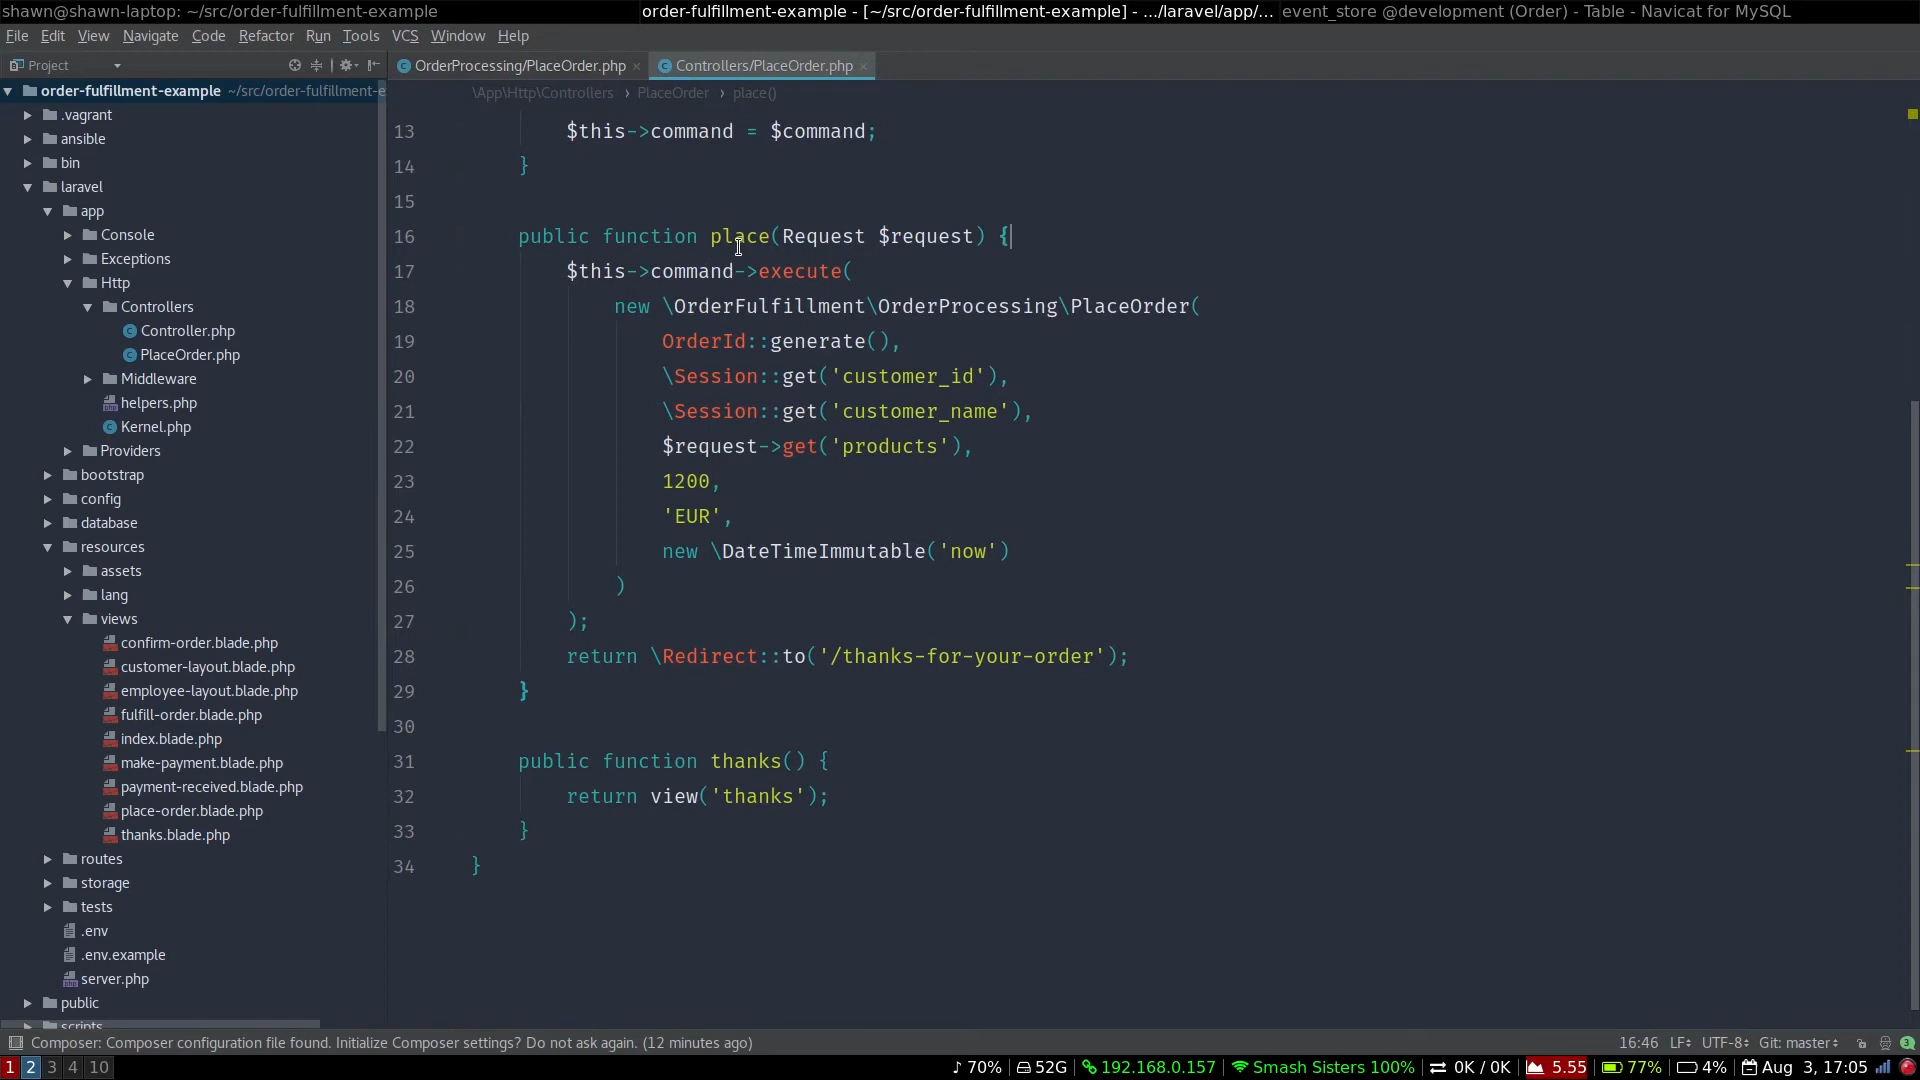 shawn@shawn-laptop: ~/src/order-fulfillment-example
order-fulfillment-example - [~/src/order-fulfillment-example] - .../laravel/app/...
event_store @development (Order) - Table - Navicat for MySQL
File Edit View Navigate Code Refactor Run Tools VCS Window Help
Project
OrderProcessing/PlaceOrder.php
Controllers/PlaceOrder.php
order-fulfillment-example ~/src/order-fulfillment-e
.vagrant
ansible
bin
laravel
app
Console
Exceptions
Http
Controllers
Controller.php
PlaceOrder.php
Middleware
helpers.php
Kernel.php
Providers
bootstrap
config
database
resources
assets
lang
views
confirm-order.blade.php
customer-layout.blade.php
employee-layout.blade.php
fulfill-order.blade.php
index.blade.php
make-payment.blade.php
payment-received.blade.php
place-order.blade.php
thanks.blade.php
routes
storage
tests
.env
.env.example
server.php
public
scripts
\App\Http\Controllers › PlaceOrder › place()
13 $this->command = $command;
14 }
15
16 public function place(Request $request) {
17 $this->command->execute(
18 new \OrderFulfillment\OrderProcessing\PlaceOrder(
19 OrderId::generate(),
20 \Session::get('customer_id'),
21 \Session::get('customer_name'),
22 $request->get('products'),
23 1200,
24 'EUR',
25 new \DateTimeImmutable('now')
26 )
27 );
28 return \Redirect::to('/thanks-for-your-order');
29 }
30
31 public function thanks() {
32 return view('thanks');
33 }
34 }
Composer: Composer configuration file found. Initialize Composer settings? Do not ask again. (12 minutes ago)
16:46 LF UTF-8 Git: master 3
1 2 3 4 10
70% 52G 192.168.0.157 Smash Sisters 100% 0K / 0K 5.55 77% 4% Aug 3, 17:05